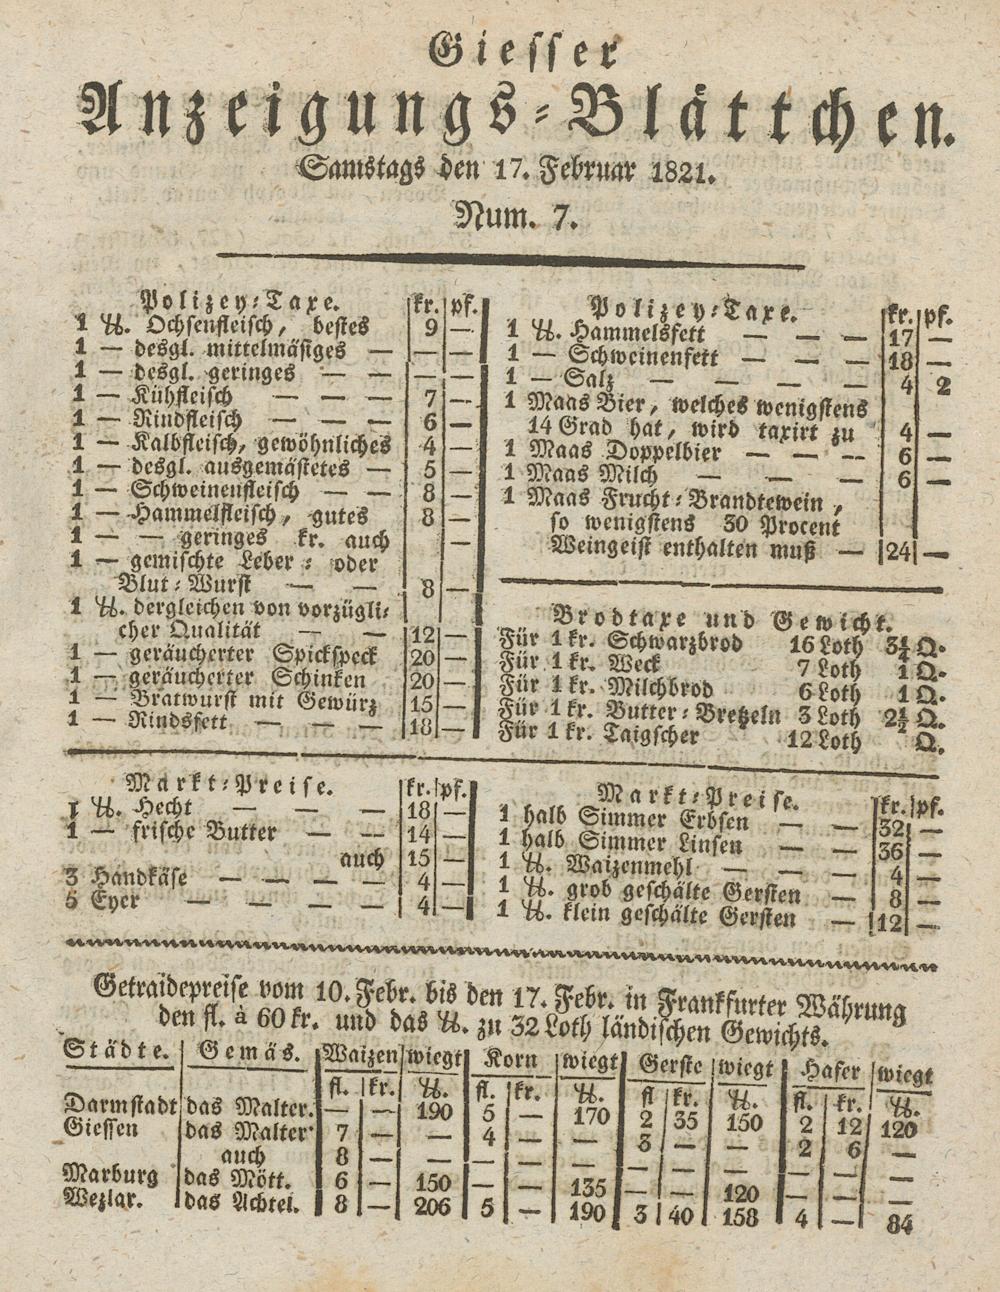 Giesser
Anzeigungs-Blättchen.
Samstags den 17. Februar 1821.
Num. 7.
Polizey-Taxe. kr. pf.
1 ℔. Ochsenfleisch, bestes 9 —
1 — desgl. mittelmäsiges — — —
1 — desgl. geringes — — — —
1 — Kühfleisch — — — 7 —
1 — Rindfleisch — — — 6 —
1 — Kalbfleisch, gewöhnliches 4 —
1 — desgl. ausgemästetes — 5 —
1 — Schweinenfleisch — — 8 —
1 — Hammelfleisch, gutes 8 —
1 — — geringes kr. auch —
1 — gemischte Leber- oder
Blut-Wurst — — 8 —
1 ℔. dergleichen von vorzügli-
cher Qualität — — 12 —
1 — geräucherter Spickspeck 20 —
1 — geräucherter Schinken 20 —
1 — Bratwurst mit Gewürz 15 —
1 — Rindsfett — — — 18 —
Polizey-Taxe. kr. pf.
1 ℔. Hammelsfett — — — 17 —
1 — Schweinenfett — — — 18 —
1 — Salz — — — — 4 2
1 Maas Bier, welches wenigstens
14 Grad hat, wird taxirt zu 4 —
1 Maas Doppelbier — — — 6 —
1 Maas Milch — — — 6 —
1 Maas Frucht-Brandtewein,
so wenigstens 30 Procent
Weingeist enthalten muß — 24 —
Brodtaxe und Gewicht.
Für 1 kr. Schwarzbrod 16 Loth 3½ Q.
Für 1 kr. Weck 7 Loth 1 Q.
Für 1 kr. Milchbrod 6 Loth 1 Q.
Für 1 kr. Butter-Bretzeln 3 Loth 2½ Q.
Für 1 kr. Taigscher 12 Loth Q.
Markt-Preise. kr. pf.
1 ℔. Hecht — — — 18 —
1 — frische Butter — — 14 —
auch 15 —
3 Handkäse — — — — 4 —
5 Eyer — — — — 4 —
Markt-Preise. kr. pf.
1 halb Simmer Erbsen — — 32 —
1 halb Simmer Linsen — — 36 —
1 ℔. Waizenmehl — — — 4 —
1 ℔. grob geschälte Gersten — 8 —
1 ℔. klein geschälte Gersten — 12 —
Getraidepreise vom 10. Febr. bis den 17. Febr. in Frankfurter Währung
den fl. à 60 kr. und das ℔. zu 32 Loth ländischen Gewichts.
Städte. Gemäs. Waizen wiegt Korn wiegt Gerste wiegt Hafer wiegt
fl. kr. ℔. fl. kr. ℔. fl kr. ℔. fl. kr. ℔.
Darmstadt das Malter. — — 190 5 — 170 2 35 150 2 12 120
Giessen das Malter 7 — — 4 — — 3 — — 2 6 —
auch 8 — — — — — — — — — — —
Marburg das Mött. 6 — 150 — — 135 — — 120 — — —
Wezlar. das Achtel. 8 — 206 5 — 190 3 40 158 4 — 84